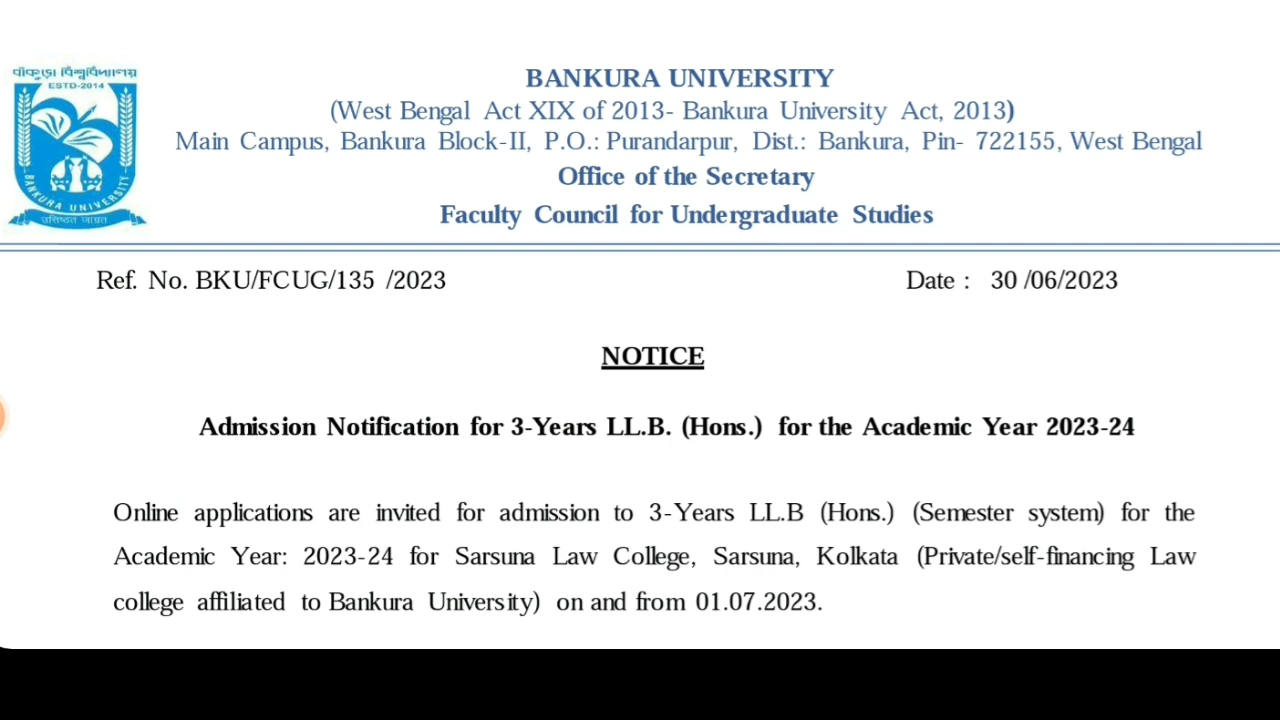 বাঁকুড়া বিশ্ববিদ্যালয়
ESTD-2014
BANKURA UNIVERSITY
उत्तिष्ठत जाग्रत
BANKURA UNIVERSITY
(West Bengal Act XIX of 2013- Bankura University Act, 2013)
Main Campus, Bankura Block-II, P.O.: Purandarpur, Dist.: Bankura, Pin- 722155, West Bengal
Office of the Secretary
Faculty Council for Undergraduate Studies
Ref. No. BKU/FCUG/135 /2023
Date : 30 /06/2023
NOTICE
Admission Notification for 3-Years LL.B. (Hons.) for the Academic Year 2023-24
Online applications are invited for admission to 3-Years LL.B (Hons.) (Semester system) for the
Academic Year: 2023-24 for Sarsuna Law College, Sarsuna, Kolkata (Private/self-financing Law
college affiliated to Bankura University) on and from 01.07.2023.